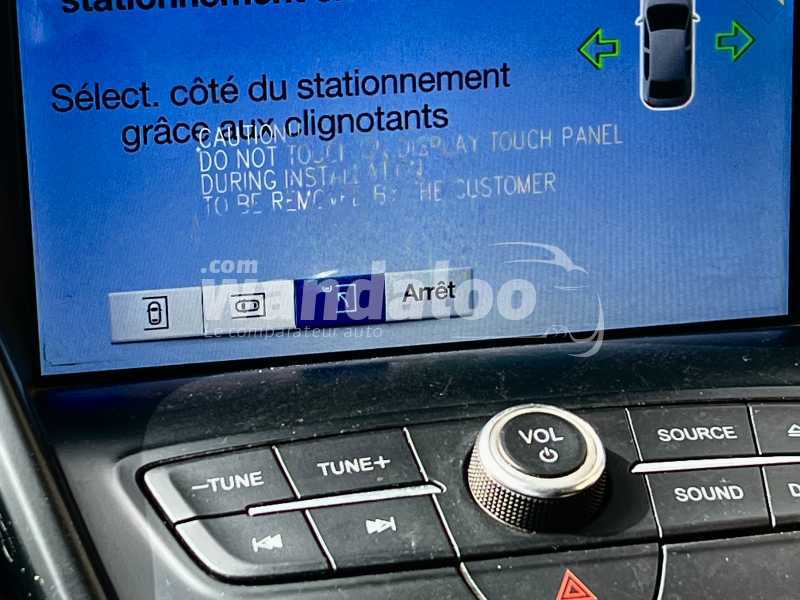 stationnement
Sélect. côté du stationnement
grâce aux clignotants
CAUTION!
DO NOT TOUCH DISPLAY TOUCH PANEL
DURING INSTALLATION
TO BE REMOVED BY THE CUSTOMER
.com
wandaloo
Le comparateur auto
Arrêt
VOL
SOURCE
–TUNE
TUNE+
SOUND